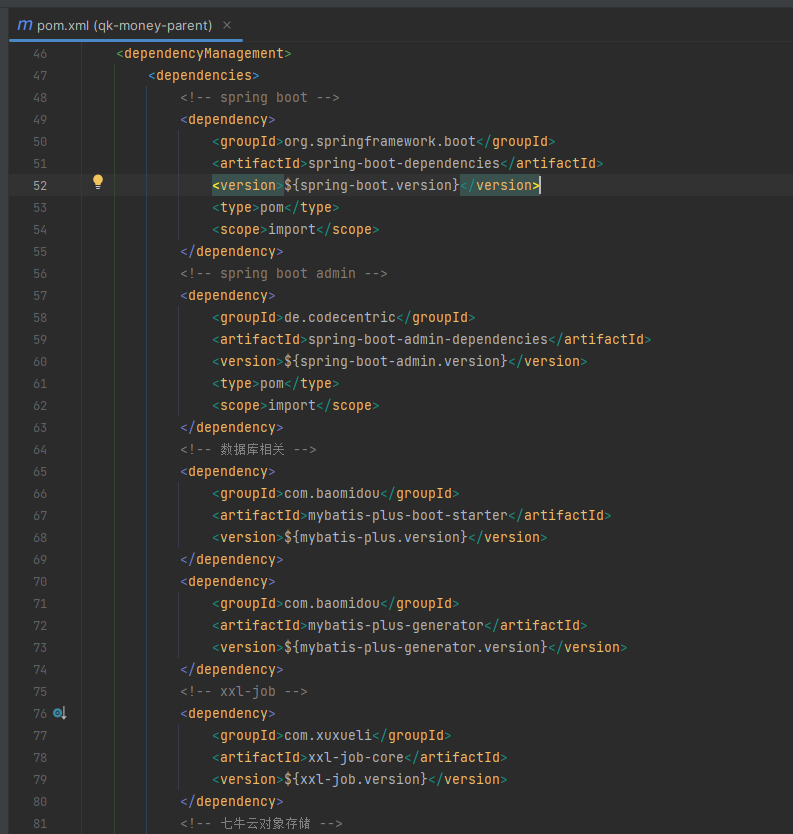 m pom.xml (qk-money-parent) ×
46 <dependencyManagement>
47 <dependencies>
48 <!-- spring boot -->
49 <dependency>
50 <groupId>org.springframework.boot</groupId>
51 <artifactId>spring-boot-dependencies</artifactId>
52 <version>${spring-boot.version}</version>
53 <type>pom</type>
54 <scope>import</scope>
55 </dependency>
56 <!-- spring boot admin -->
57 <dependency>
58 <groupId>de.codecentric</groupId>
59 <artifactId>spring-boot-admin-dependencies</artifactId>
60 <version>${spring-boot-admin.version}</version>
61 <type>pom</type>
62 <scope>import</scope>
63 </dependency>
64 <!-- 数据库相关 -->
65 <dependency>
66 <groupId>com.baomidou</groupId>
67 <artifactId>mybatis-plus-boot-starter</artifactId>
68 <version>${mybatis-plus.version}</version>
69 </dependency>
70 <dependency>
71 <groupId>com.baomidou</groupId>
72 <artifactId>mybatis-plus-generator</artifactId>
73 <version>${mybatis-plus-generator.version}</version>
74 </dependency>
75 <!-- xxl-job -->
76 <dependency>
77 <groupId>com.xuxueli</groupId>
78 <artifactId>xxl-job-core</artifactId>
79 <version>${xxl-job.version}</version>
80 </dependency>
81 <!-- 七牛云对象存储 -->